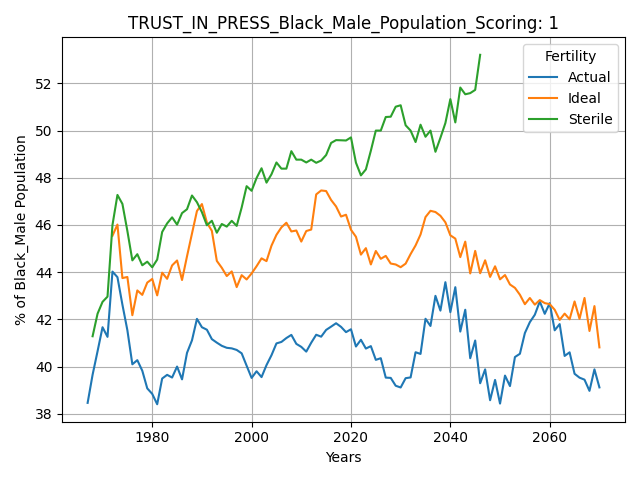 TRUST_IN_PRESS_Black_Male_Population_Scoring: 1
% of Black_Male Population
52
50
48
46
44
42
40
38
Fertility
Actual
Ideal
Sterile
1980 2000 2020 2040 2060
Years